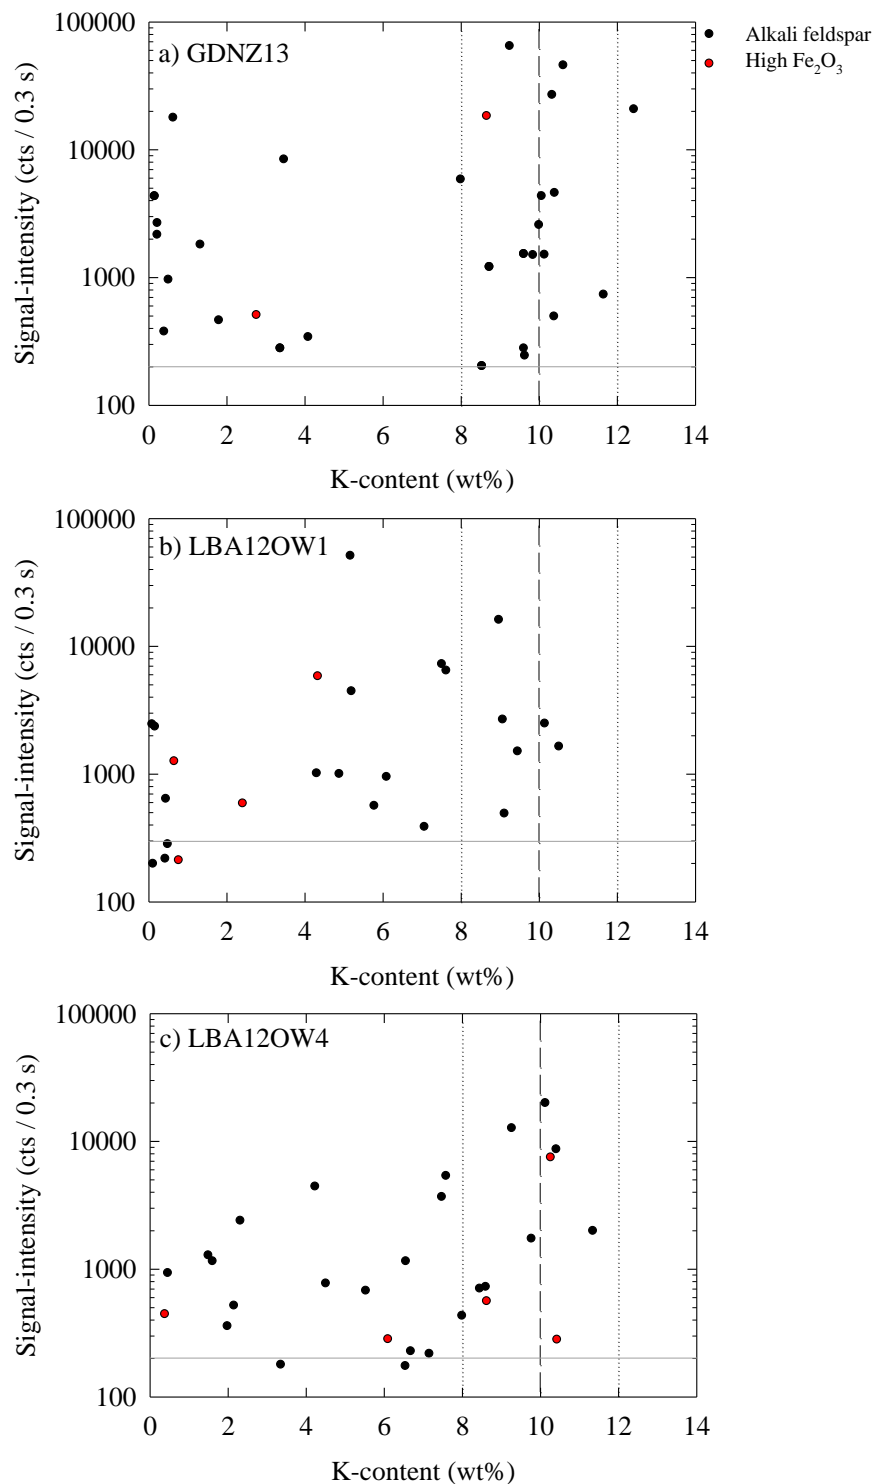 Alkali feldspar
High Fe₂O₃
a) GDNZ13
Signal-intensity (cts / 0.3 s)
100000
10000
1000
100
0 2 4 6 8 10 12 14
K-content (wt%)
b) LBA12OW1
Signal-intensity (cts / 0.3 s)
100000
10000
1000
100
0 2 4 6 8 10 12 14
K-content (wt%)
c) LBA12OW4
Signal-intensity (cts / 0.3 s)
100000
10000
1000
100
0 2 4 6 8 10 12 14
K-content (wt%)